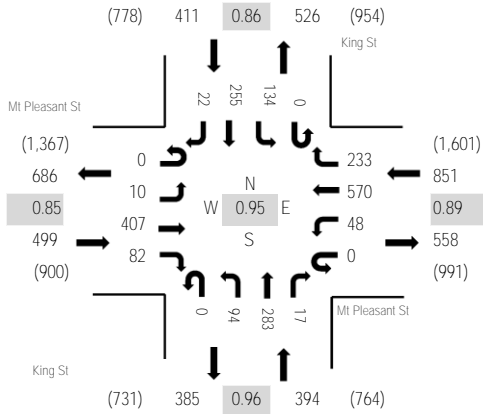 (778) 411 0.86 526 (954)
King St
22 255 134 0
Mt Pleasant St
(1,367) (1,601)
686 0 233 851
10 N 570
0.85 W 0.95 E 0.89
499 407 S 48 558
(900) 82 0 (991)
0 94 283 17
Mt Pleasant St
King St
(731) 385 0.96 394 (764)